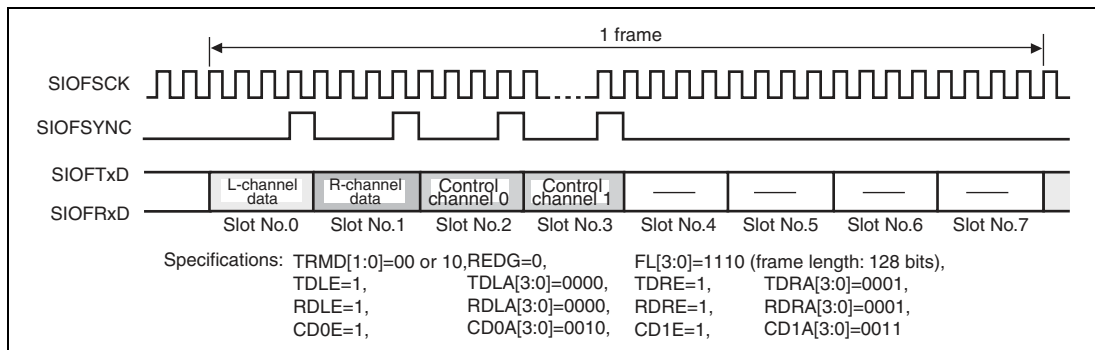 1 frame
SIOFSCK
SIOFSYNC
SIOFTxD
L-channel data
R-channel data
Control channel 0
Control channel 1
SIOFRxD
Slot No.0 Slot No.1 Slot No.2 Slot No.3 Slot No.4 Slot No.5 Slot No.6 Slot No.7
Specifications: TRMD[1:0]=00 or 10, REDG=0, FL[3:0]=1110 (frame length: 128 bits),
TDLE=1, TDLA[3:0]=0000, TDRE=1, TDRA[3:0]=0001,
RDLE=1, RDLA[3:0]=0000, RDRE=1, RDRA[3:0]=0001,
CD0E=1, CD0A[3:0]=0010, CD1E=1, CD1A[3:0]=0011